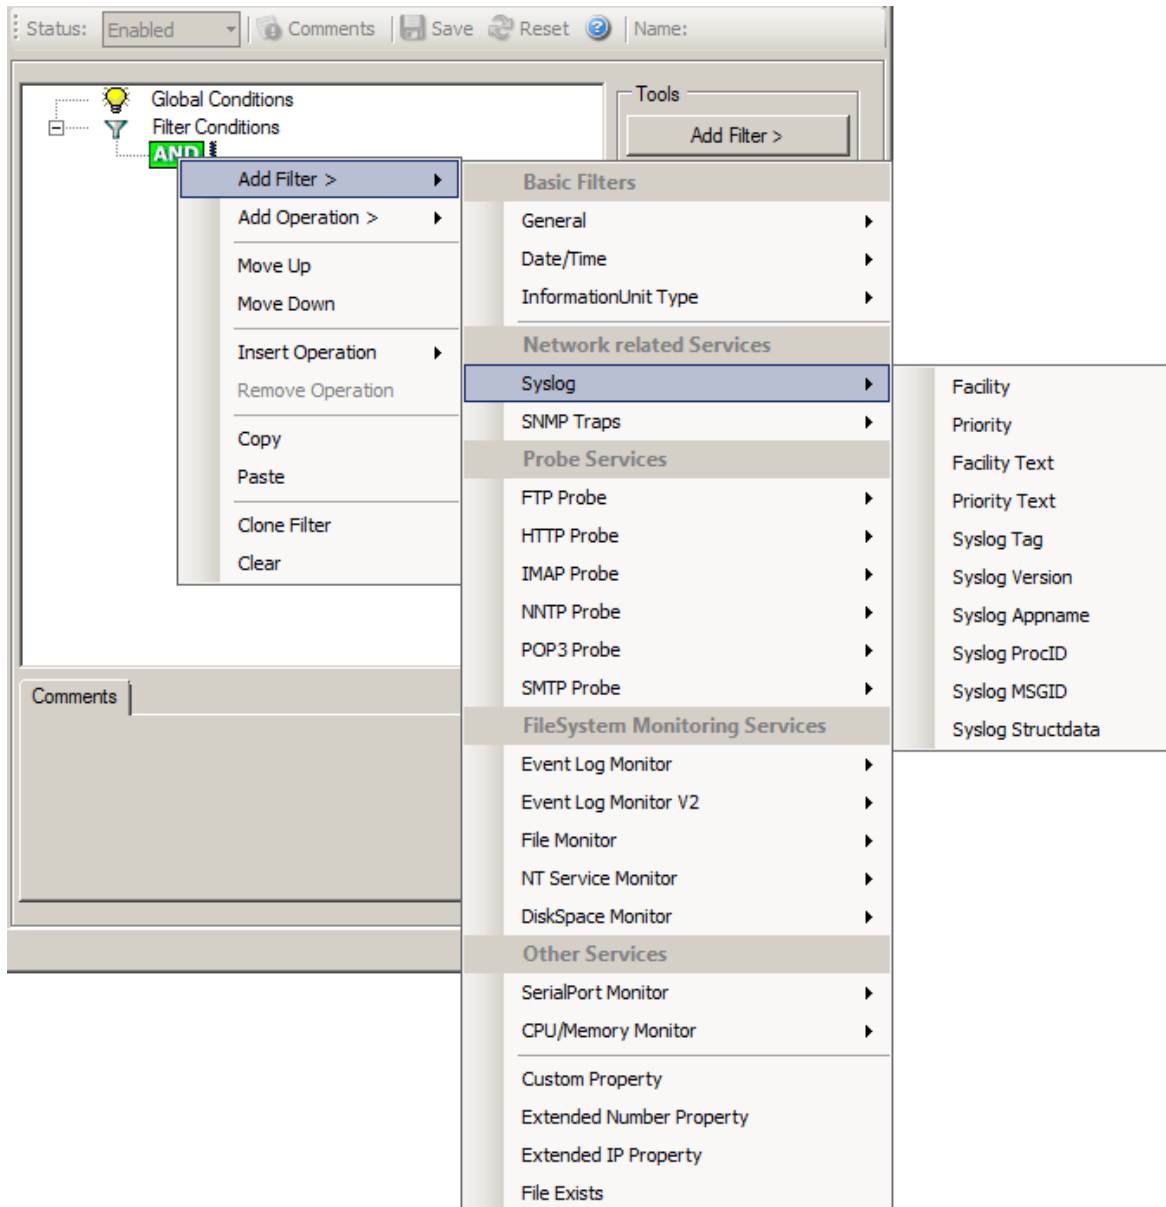 Status: Enabled Comments Save Reset Name:
Global Conditions
Filter Conditions
AND
Tools
Add Filter >
Add Filter >
Add Operation >
Move Up
Move Down
Insert Operation
Remove Operation
Copy
Paste
Clone Filter
Clear
Basic Filters
General
Date/Time
InformationUnit Type
Network related Services
Syslog
SNMP Traps
Probe Services
FTP Probe
HTTP Probe
IMAP Probe
NNTP Probe
POP3 Probe
SMTP Probe
FileSystem Monitoring Services
Event Log Monitor
Event Log Monitor V2
File Monitor
NT Service Monitor
DiskSpace Monitor
Other Services
SerialPort Monitor
CPU/Memory Monitor
Custom Property
Extended Number Property
Extended IP Property
File Exists
Facility
Priority
Facility Text
Priority Text
Syslog Tag
Syslog Version
Syslog Appname
Syslog ProcID
Syslog MSGID
Syslog Structdata
Comments